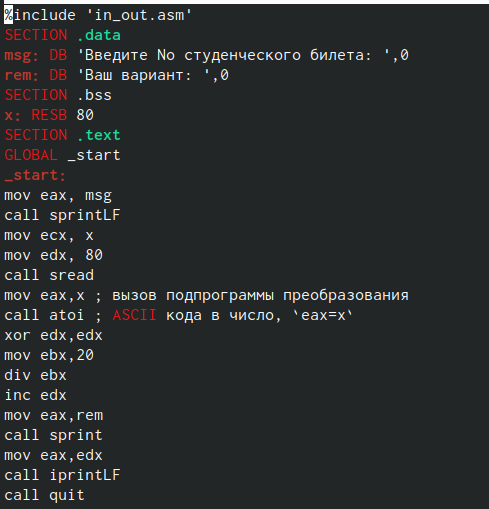 %include 'in_out.asm'
SECTION .data
msg: DB 'Введите No студенческого билета: ',0
rem: DB 'Ваш вариант: ',0
SECTION .bss
x: RESB 80
SECTION .text
GLOBAL _start
_start:
mov eax, msg
call sprintLF
mov ecx, x
mov edx, 80
call sread
mov eax,x ; вызов подпрограммы преобразования
call atoi ; ASCII кода в число, `eax=x`
xor edx,edx
mov ebx,20
div ebx
inc edx
mov eax,rem
call sprint
mov eax,edx
call iprintLF
call quit